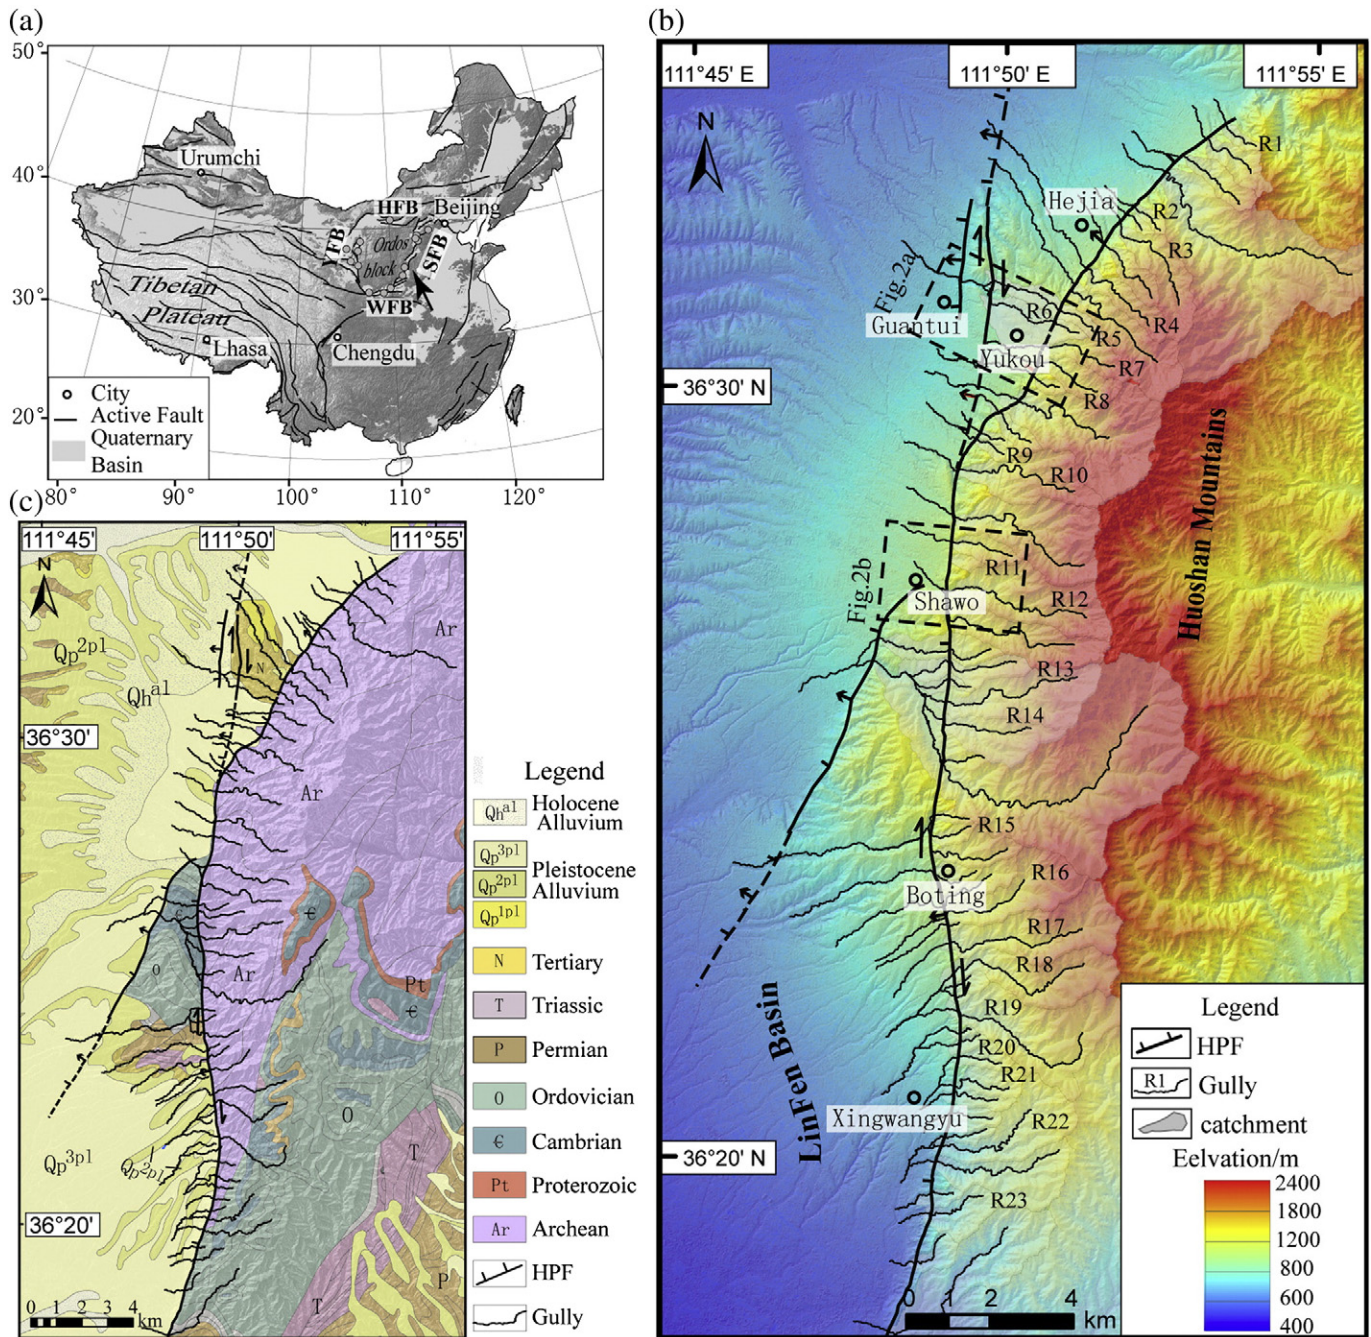 (a)
50°
40°
30°
20°
80°
90°
100°
110°
120°
Urumchi
HFB
Beijing
YFB
Ordos
block
SFB
WFB
Tibetan
Plateau
Lhasa
Chengdu
City
Active Fault
Quaternary
Basin
(b)
111°45' E
111°50' E
111°55' E
N
R1
Hejia
R2
R3
Fig.2a
Guantui
R6
R4
R5
Yukou
R7
36°30' N
R8
R9
R10
Huoshan Mountains
R11
Fig.2b
Shawo
R12
R13
R14
R15
R16
Boting
R17
R18
R19
LinFen Basin
R20
R21
Xingwangyu
R22
36°20' N
R23
0 2 4
km
Legend
HPF
R1
Gully
catchment
Eelvation/m
2400
1800
1200
800
600
400
(c)
111°45'
111°50'
111°55'
N
Ar
Qp2pl
N
Qhal
36°30'
Ar
Є
Є
O
Ar
Pt
Є
O
T
Qp3pl
Qp2pl
36°20'
T
P
0 1 2 3 4
km
Legend
Qhal
Holocene
Alluvium
Qp3pl
Qp2pl
Pleistocene
Alluvium
Qp1pl
N
Tertiary
T
Triassic
P
Permian
O
Ordovician
Є
Cambrian
Pt
Proterozoic
Ar
Archean
HPF
Gully